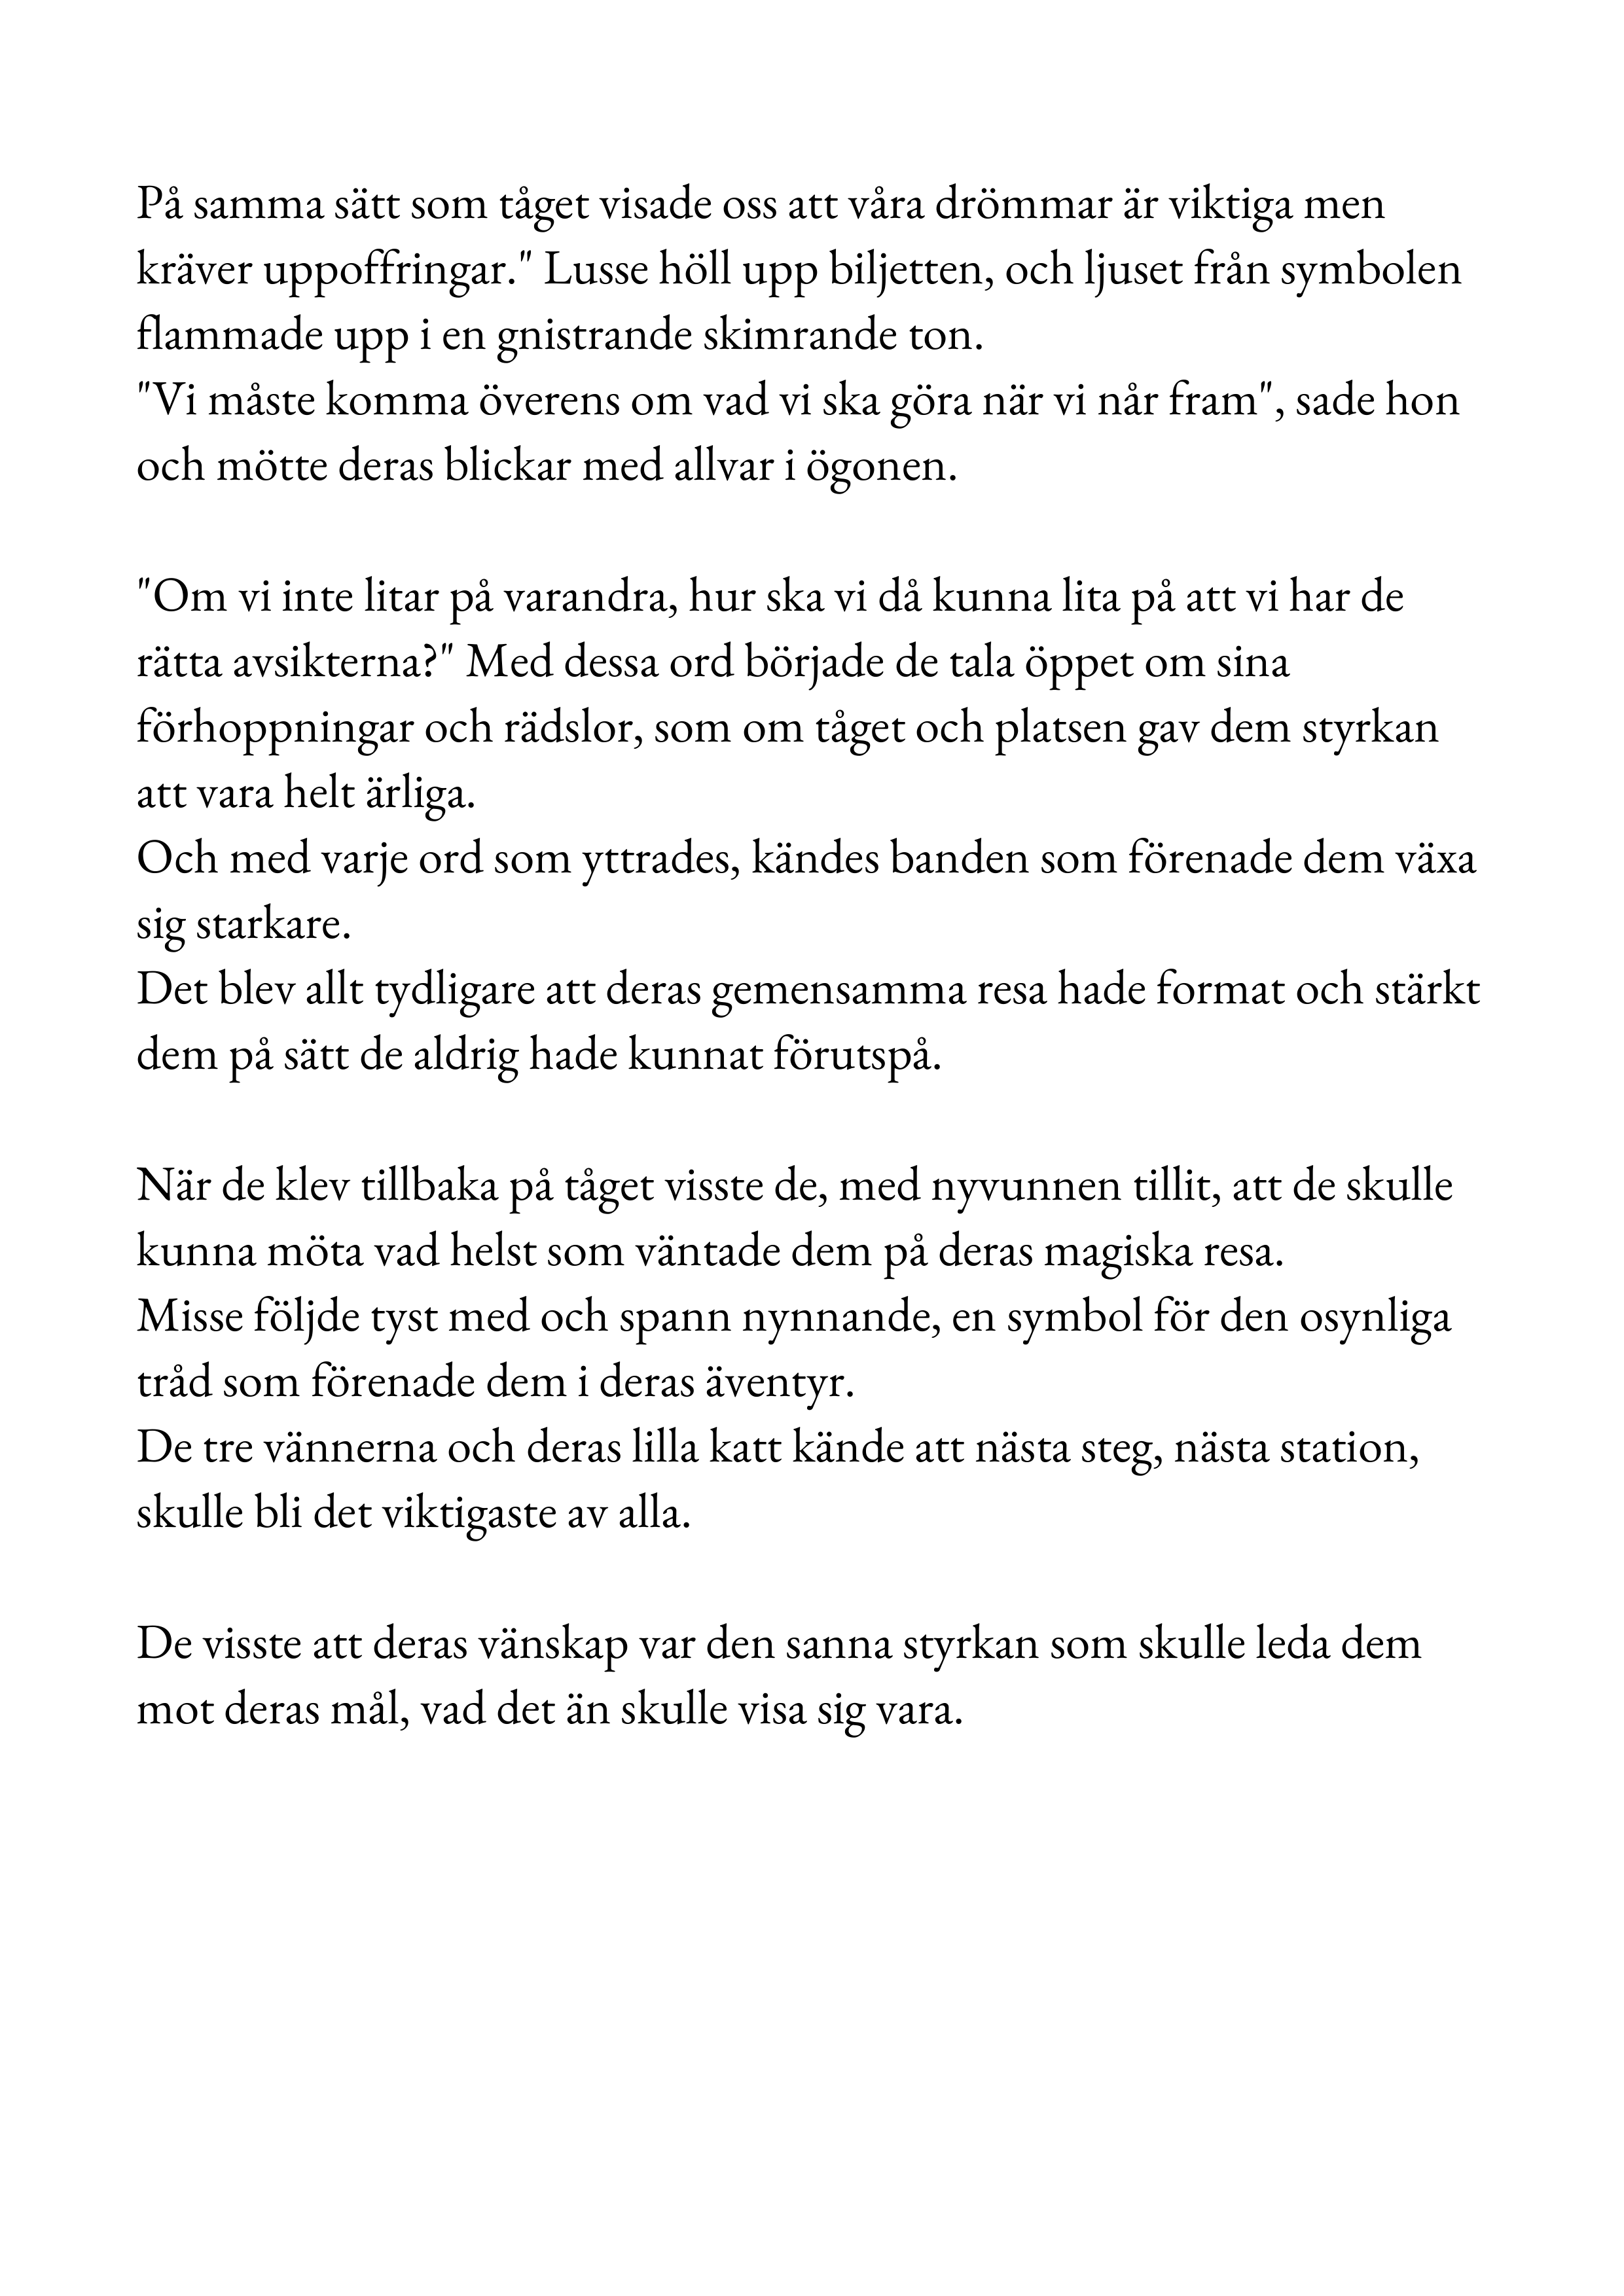 På samma sätt som tåget visade oss att våra drömmar är viktiga men
kräver uppoffringar." Lusse höll upp biljetten, och ljuset från symbolen
flammade upp i en gnistrande skimrande ton.
"Vi måste komma överens om vad vi ska göra när vi når fram", sade hon
och mötte deras blickar med allvar i ögonen.

"Om vi inte litar på varandra, hur ska vi då kunna lita på att vi har de
rätta avsikterna?" Med dessa ord började de tala öppet om sina
förhoppningar och rädslor, som om tåget och platsen gav dem styrkan
att vara helt ärliga.
Och med varje ord som yttrades, kändes banden som förenade dem växa
sig starkare.
Det blev allt tydligare att deras gemensamma resa hade format och stärkt
dem på sätt de aldrig hade kunnat förutspå.

När de klev tillbaka på tåget visste de, med nyvunnen tillit, att de skulle
kunna möta vad helst som väntade dem på deras magiska resa.
Misse följde tyst med och spann nynnande, en symbol för den osynliga
tråd som förenade dem i deras äventyr.
De tre vännerna och deras lilla katt kände att nästa steg, nästa station,
skulle bli det viktigaste av alla.

De visste att deras vänskap var den sanna styrkan som skulle leda dem
mot deras mål, vad det än skulle visa sig vara.